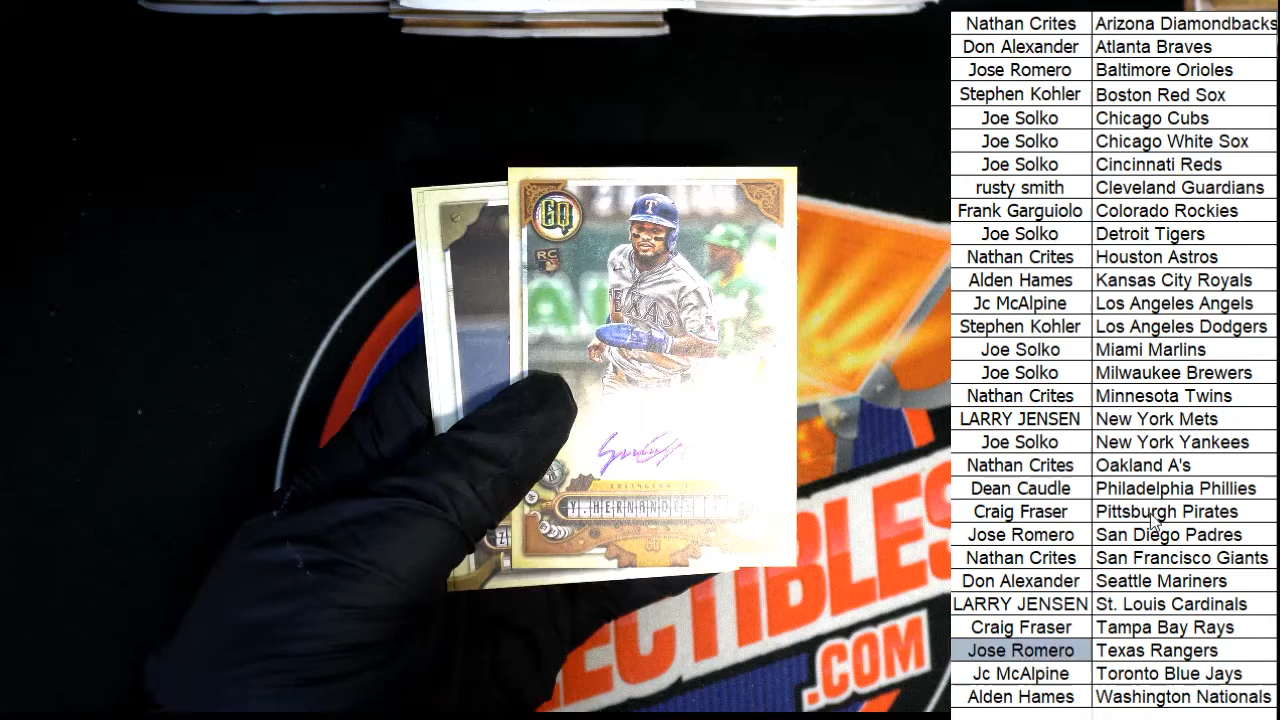 GQ
RC
T
TEXAS
Y. HERNANDEZ
Z
GQ
LECTIBLES
.COM
Nathan Crites Arizona Diamondbacks
Don Alexander Atlanta Braves
Jose Romero Baltimore Orioles
Stephen Kohler Boston Red Sox
Joe Solko Chicago Cubs
Joe Solko Chicago White Sox
Joe Solko Cincinnati Reds
rusty smith Cleveland Guardians
Frank Garguiolo Colorado Rockies
Joe Solko Detroit Tigers
Nathan Crites Houston Astros
Alden Hames Kansas City Royals
Jc McAlpine Los Angeles Angels
Stephen Kohler Los Angeles Dodgers
Joe Solko Miami Marlins
Joe Solko Milwaukee Brewers
Nathan Crites Minnesota Twins
LARRY JENSEN New York Mets
Joe Solko New York Yankees
Nathan Crites Oakland A's
Dean Caudle Philadelphia Phillies
Craig Fraser Pittsburgh Pirates
Jose Romero San Diego Padres
Nathan Crites San Francisco Giants
Don Alexander Seattle Mariners
LARRY JENSEN St. Louis Cardinals
Craig Fraser Tampa Bay Rays
Jose Romero Texas Rangers
Jc McAlpine Toronto Blue Jays
Alden Hames Washington Nationals